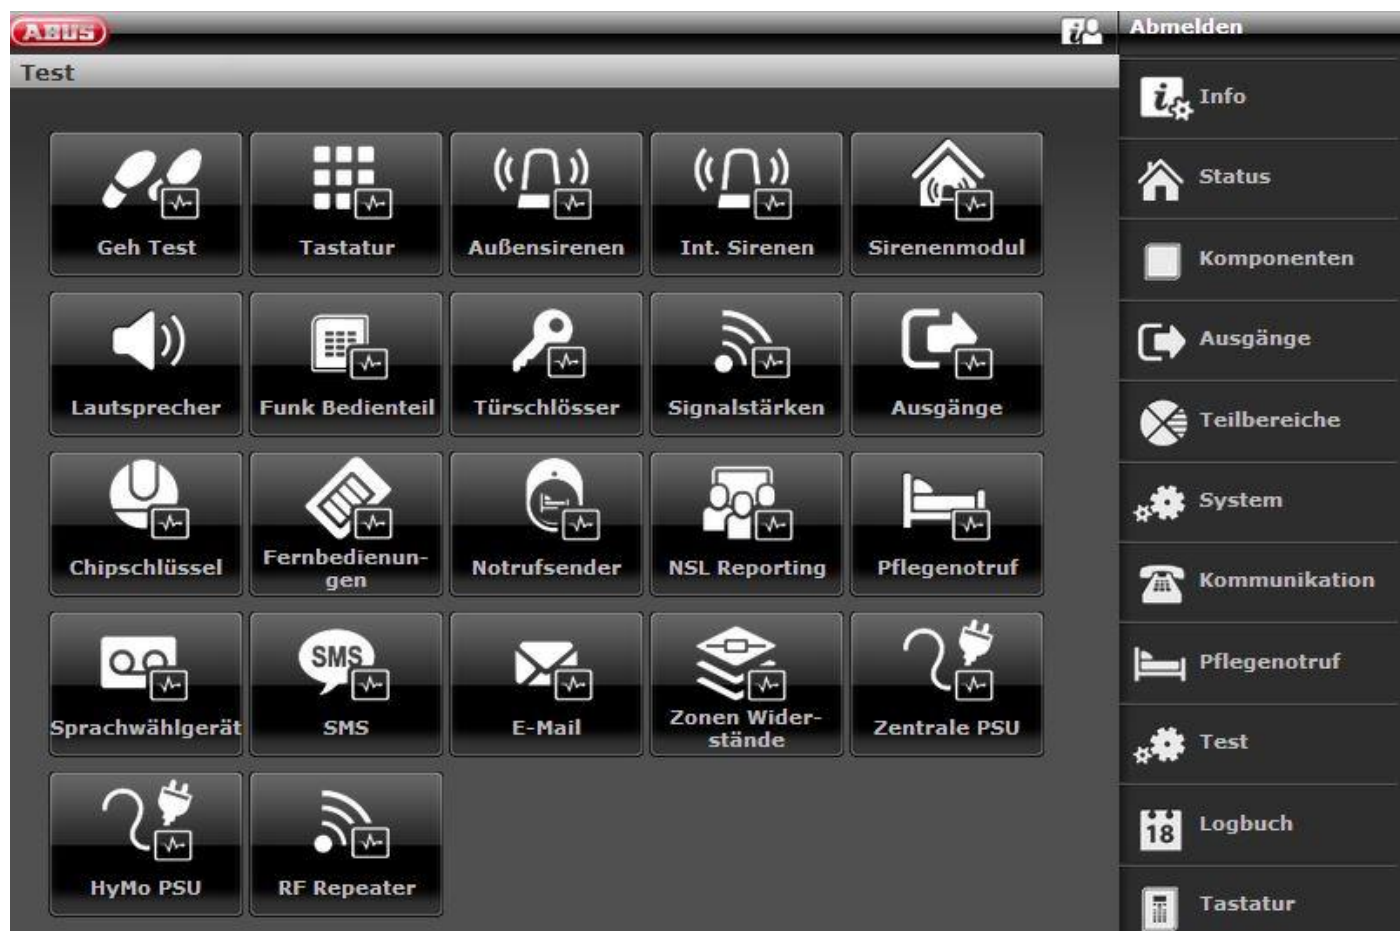 ABUS
Abmelden
Test
Geh Test
Tastatur
Außensirenen
Int. Sirenen
Sirenenmodul
Lautsprecher
Funk Bedienteil
Türschlösser
Signalstärken
Ausgänge
Chipschlüssel
Fernbedienun-
gen
Notrufsender
NSL Reporting
Pflegenotruf
Sprachwählgerät
SMS
SMS
E-Mail
Zonen Wider-
stände
Zentrale PSU
HyMo PSU
RF Repeater
Info
Status
Komponenten
Ausgänge
Teilbereiche
System
Kommunikation
Pflegenotruf
Test
18
Logbuch
Tastatur